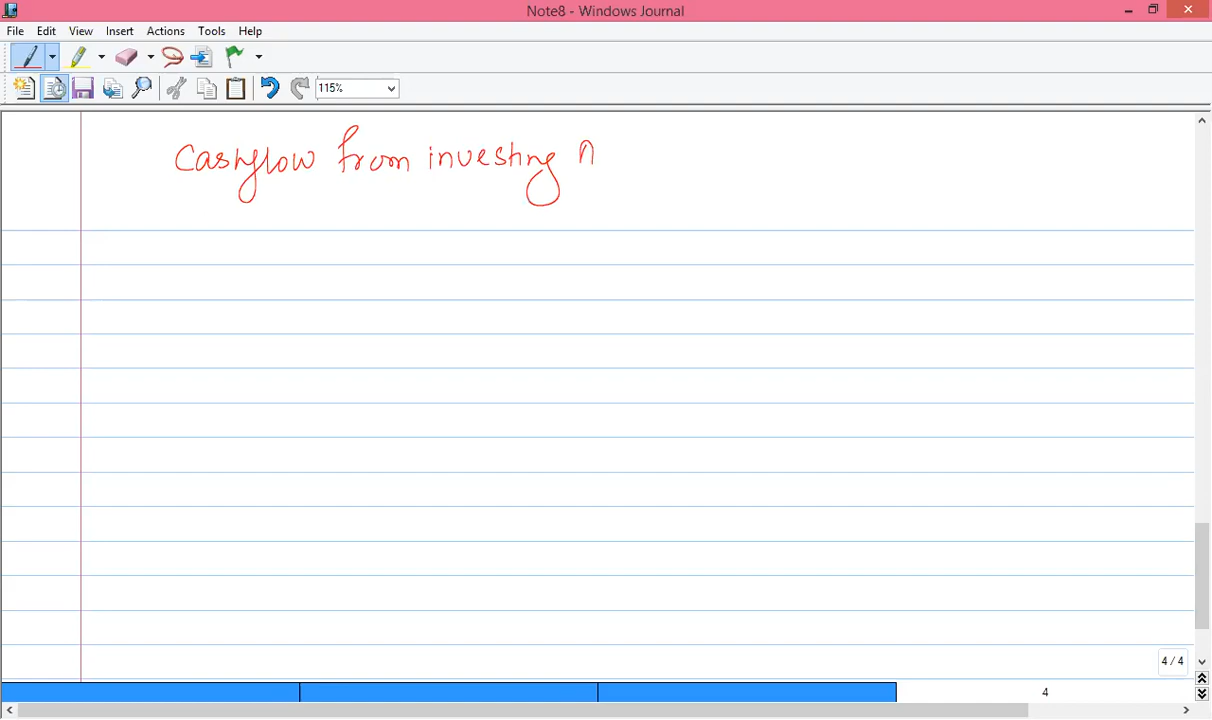 Note8 - Windows Journal
File Edit View Insert Actions Tools Help
115%
Cashflow from investing
4 / 4
4